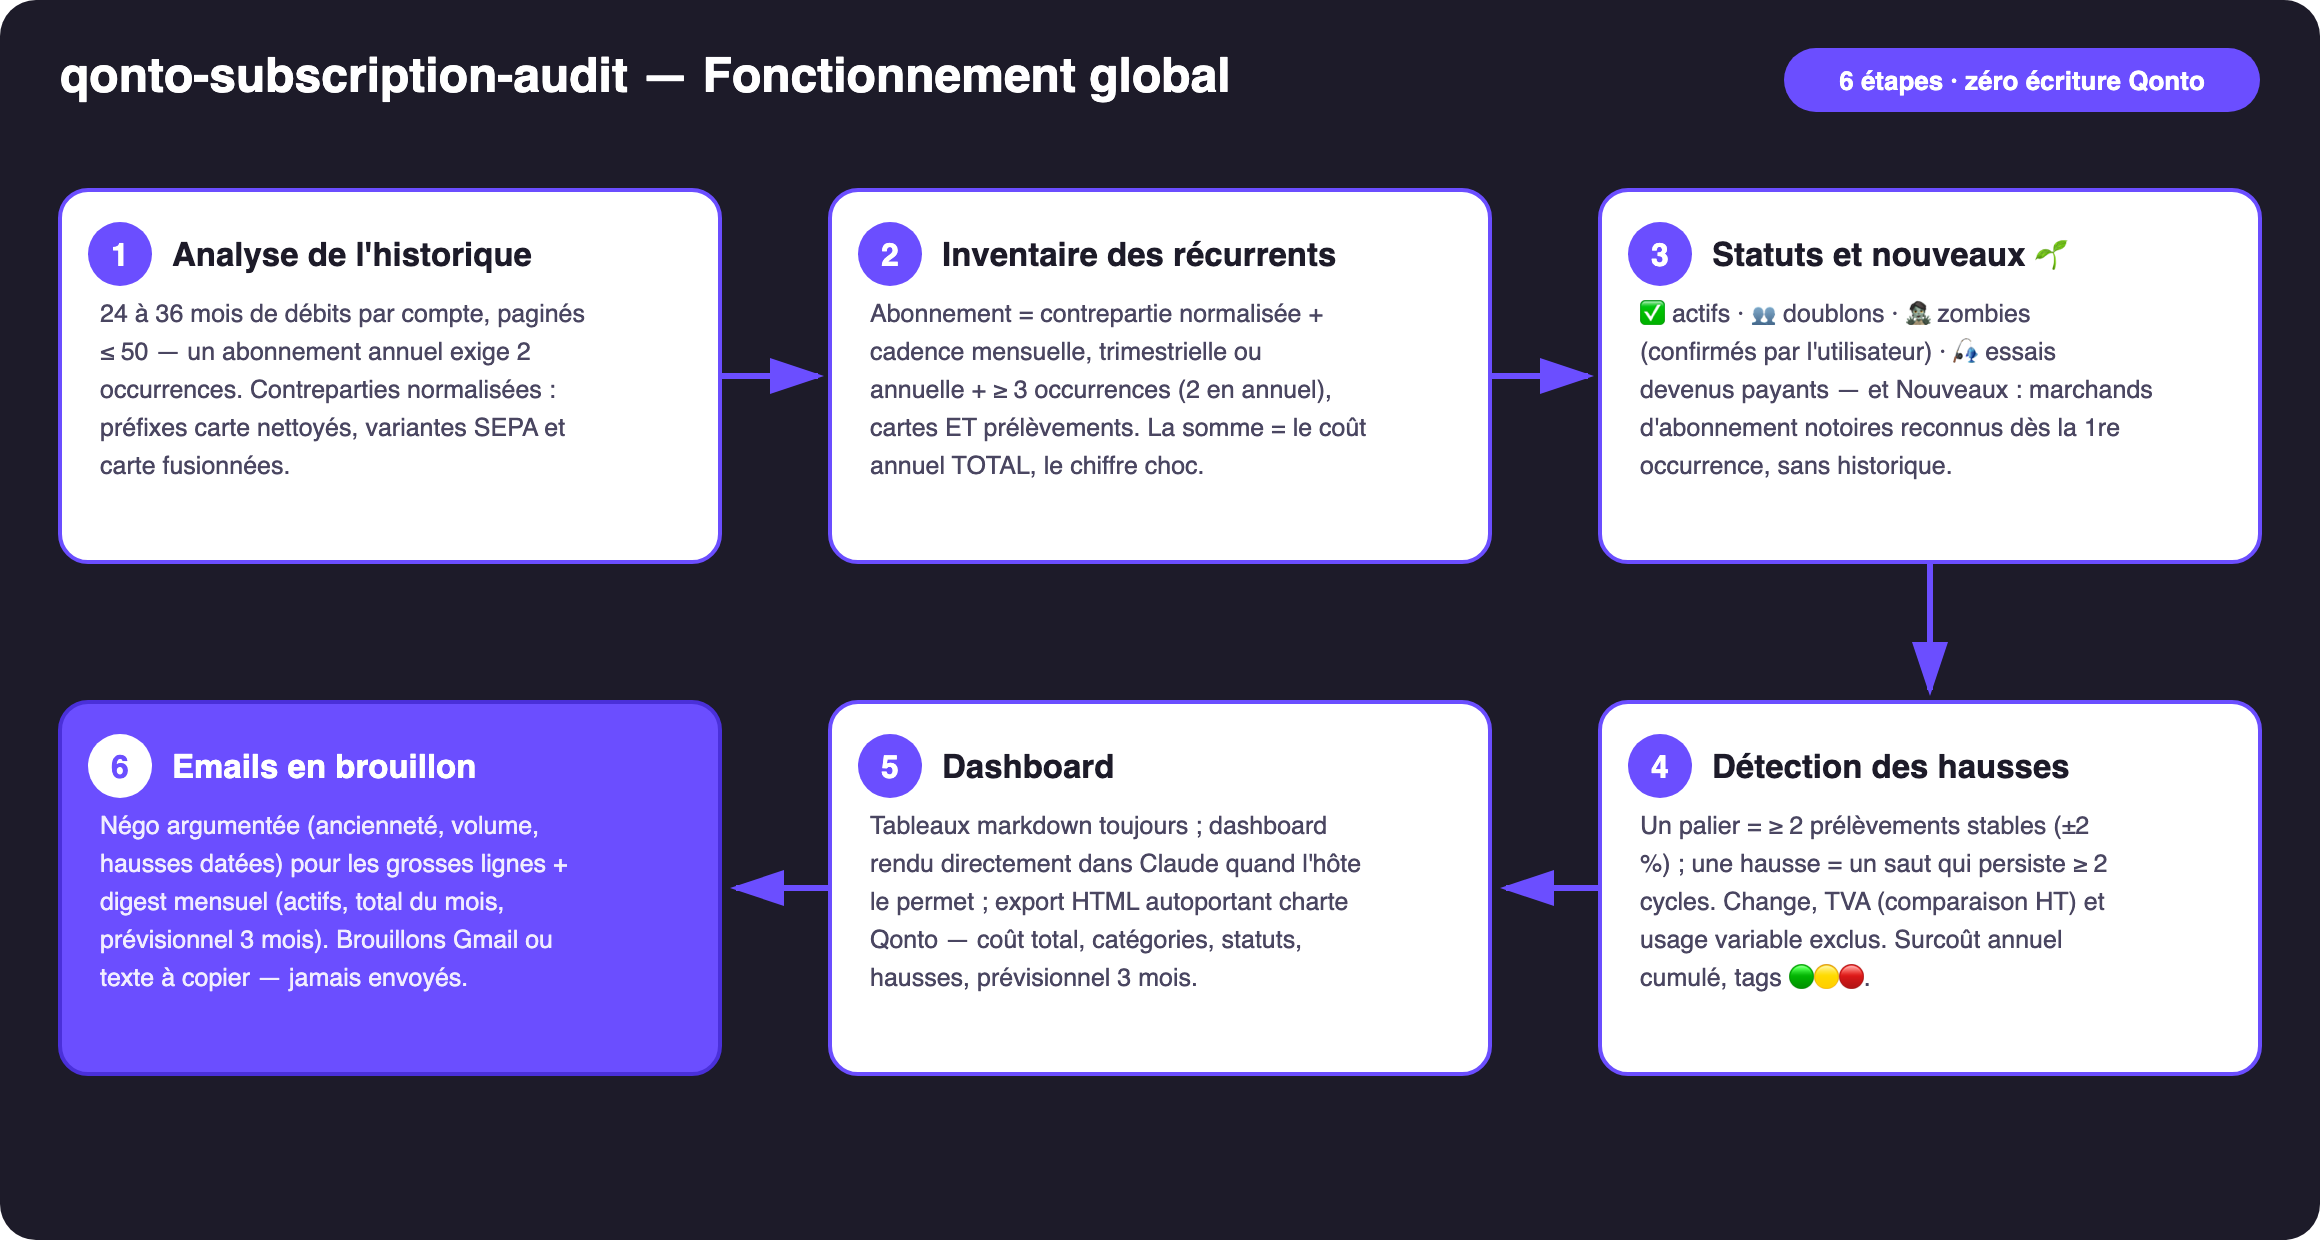 qonto-subscription-audit — Fonctionnement global
6 étapes · zéro écriture Qonto
1
Analyse de l'historique
24 à 36 mois de débits par compte, paginés
≤ 50 — un abonnement annuel exige 2
occurrences. Contreparties normalisées :
préfixes carte nettoyés, variantes SEPA et
carte fusionnées.
2
Inventaire des récurrents
Abonnement = contrepartie normalisée +
cadence mensuelle, trimestrielle ou
annuelle + ≥ 3 occurrences (2 en annuel),
cartes ET prélèvements. La somme = le coût
annuel TOTAL, le chiffre choc.
3
Statuts et nouveaux 🌱
✅ actifs · 👥 doublons · 🧟 zombies
(confirmés par l'utilisateur) · 🎣 essais
devenus payants — et Nouveaux : marchands
d'abonnement notoires reconnus dès la 1re
occurrence, sans historique.
4
Détection des hausses
Un palier = ≥ 2 prélèvements stables (±2
%) ; une hausse = un saut qui persiste ≥ 2
cycles. Change, TVA (comparaison HT) et
usage variable exclus. Surcoût annuel
cumulé, tags 🟢🟡🔴.
5
Dashboard
Tableaux markdown toujours ; dashboard
rendu directement dans Claude quand l'hôte
le permet ; export HTML autoportant charte
Qonto — coût total, catégories, statuts,
hausses, prévisionnel 3 mois.
6
Emails en brouillon
Négo argumentée (ancienneté, volume,
hausses datées) pour les grosses lignes +
digest mensuel (actifs, total du mois,
prévisionnel 3 mois). Brouillons Gmail ou
texte à copier — jamais envoyés.